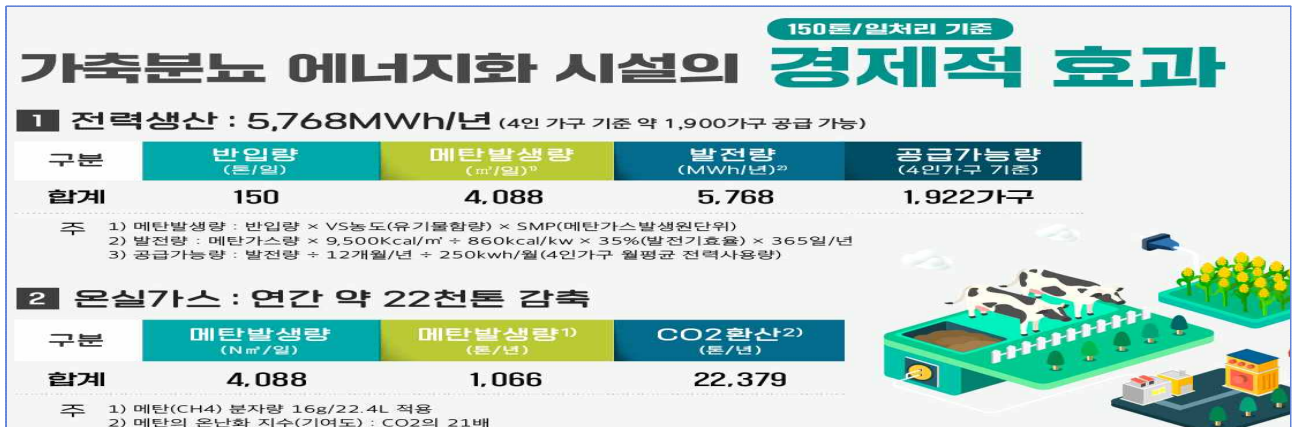 150톤/일처리 기준
가축분뇨 에너지화 시설의 경제적 효과
1 전력생산 : 5,768MWh/년 (4인 가구 기준 약 1,900가구 공급 가능)
구분 반입량 메탄발생량 발전량 공급가능량
(톤/일) (㎥/일)1) (MWh/년)2) (4인가구 기준)
합계 150 4,088 5,768 1,922가구
주 1) 메탄발생량 : 반입량 × VS농도(유기물함량) × SMP(메탄가스발생원단위)
2) 발전량 : 메탄가스량 × 9,500Kcal/㎥ ÷ 860kcal/kw × 35%(발전기효율) × 365일/년
3) 공급가능량 : 발전량 ÷ 12개월/년 ÷ 250kwh/월(4인가구 월평균 전력사용량)
2 온실가스 : 연간 약 22천톤 감축
구분 메탄발생량 메탄발생량1) CO2환산2)
(N㎥/일) (톤/년) (톤/년)
합계 4,088 1,066 22,379
주 1) 메탄(CH4) 분자량 16g/22.4L 적용
2) 메탄의 온난화 지수(기여도) : CO2의 21배